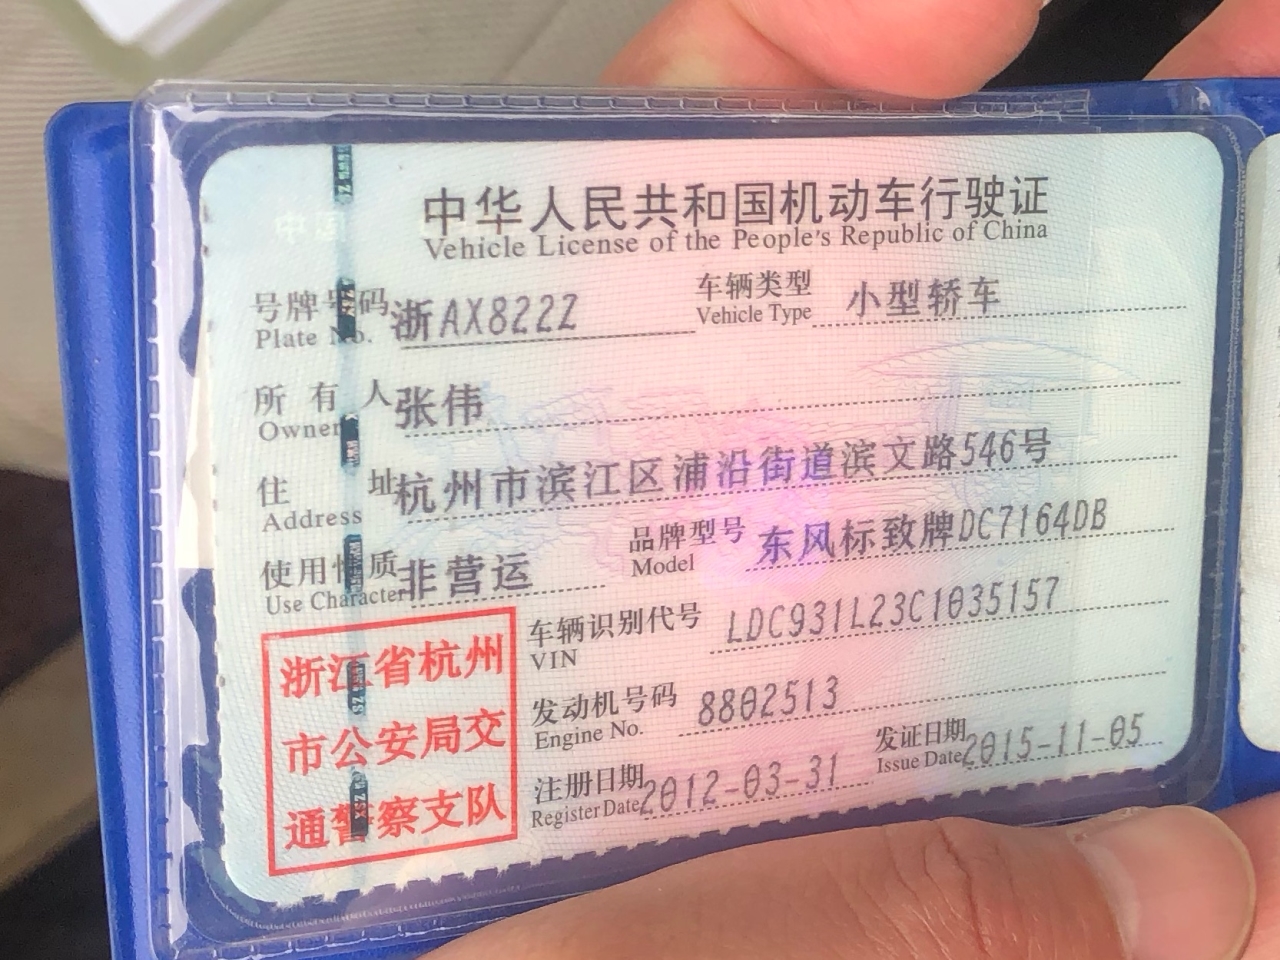 中华人民共和国机动车行驶证
Vehicle License of the People's Republic of China
号牌号码 浙AX822Z 车辆类型 小型轿车
Plate No. Vehicle Type
所有人 张伟
Owner
住址 杭州市滨江区浦沿街道滨文路546号
Address
使用性质 非营运 品牌型号 东风标致牌DC7164DB
Use Character Model
车辆识别代号 LDC931L23C1035157
VIN
发动机号码 8802513
Engine No.
注册日期 2012-03-31 发证日期 2015-11-05
Register Date Issue Date
浙江省杭州
市公安局交
通警察支队